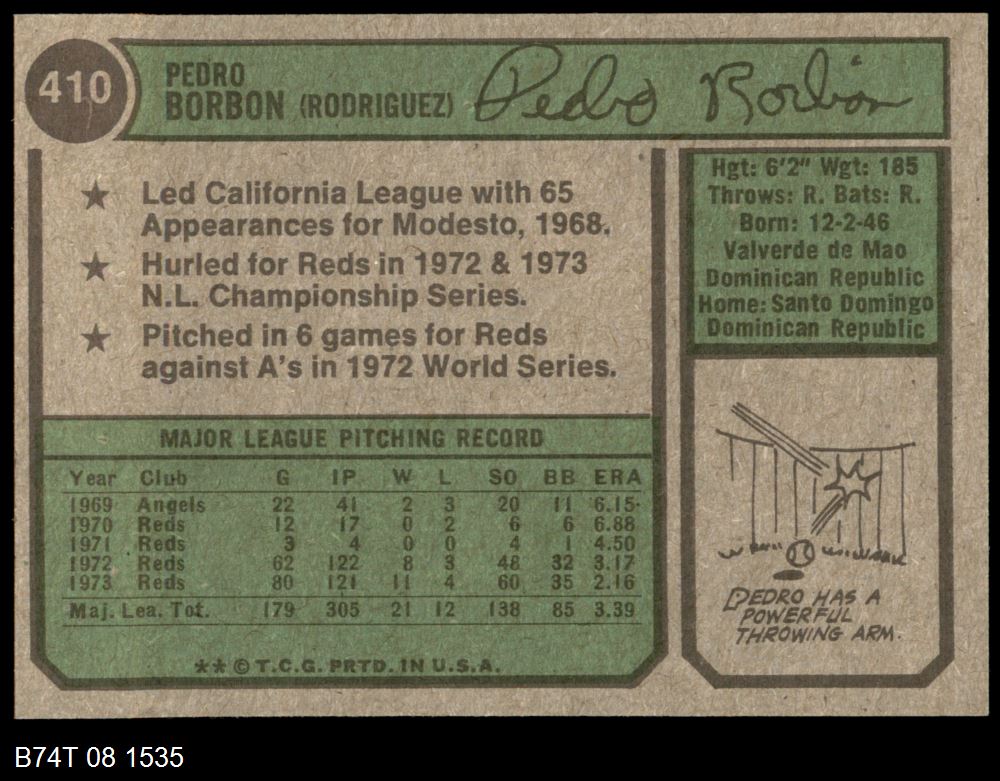 410
PEDRO
BORBON (RODRIGUEZ)
Pedro Borbon
★ Led California League with 65
Appearances for Modesto, 1968.
★ Hurled for Reds in 1972 & 1973
N.L. Championship Series.
★ Pitched in 6 games for Reds
against A's in 1972 World Series.
Hgt: 6'2" Wgt: 185
Throws: R. Bats: R.
Born: 12-2-46
Valverde de Mao
Dominican Republic
Home: Santo Domingo
Dominican Republic
MAJOR LEAGUE PITCHING RECORD
Year Club G IP W L SO BB ERA
1969 Angels 22 41 2 3 20 11 6.15
1970 Reds 12 17 0 2 6 6 6.88
1971 Reds 3 4 0 0 4 1 4.50
1972 Reds 62 122 8 3 48 32 3.17
1973 Reds 80 121 11 4 60 35 2.16
Maj. Lea. Tot. 179 305 21 12 138 85 3.39
**©T.C.G. PRTD. IN U.S.A.
PEDRO HAS A
POWERFUL
THROWING ARM.
B74T 08 1535